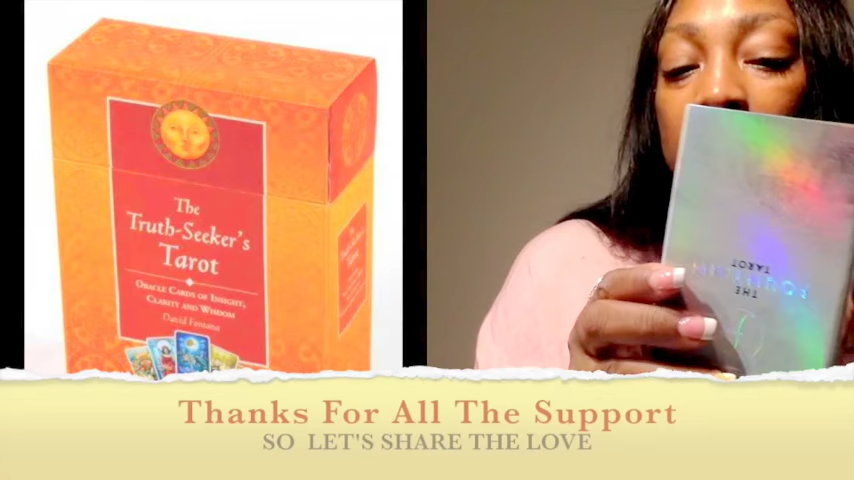 The
Truth-Seeker's
Tarot
ORACLE CARDS OF INSIGHT,
CLARITY AND WISDOM
David Fontana
THE
TAROT
Thanks For All The Support
SO LET'S SHARE THE LOVE